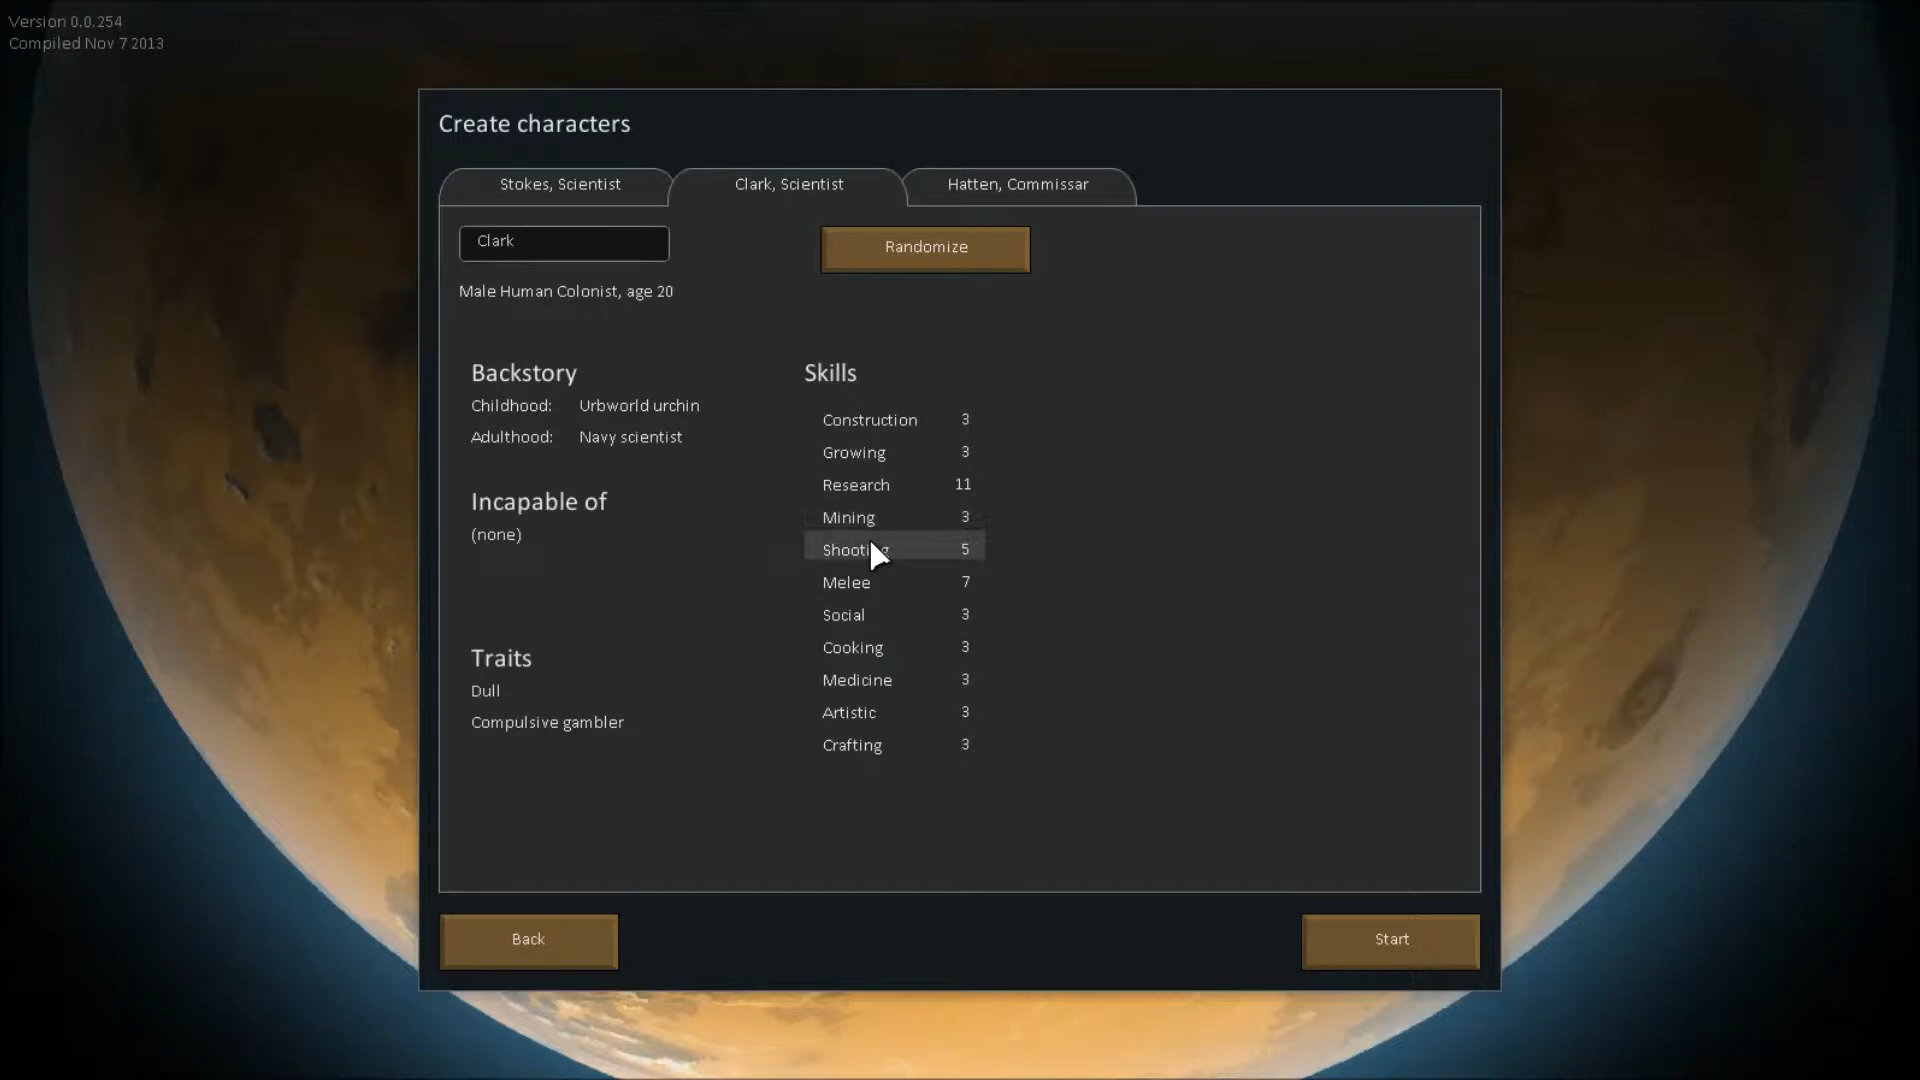 Version 0.0.254
Compiled Nov 7 2013
Create characters
Stokes, Scientist
Clark, Scientist
Hatten, Commissar
Clark
Randomize
Male Human Colonist, age 20
Backstory
Childhood: Urbworld urchin
Adulthood: Navy scientist
Incapable of
(none)
Traits
Dull
Compulsive gambler
Skills
Construction 3
Growing 3
Research 11
Mining 3
Shooting 5
Melee 7
Social 3
Cooking 3
Medicine 3
Artistic 3
Crafting 3
Back
Start